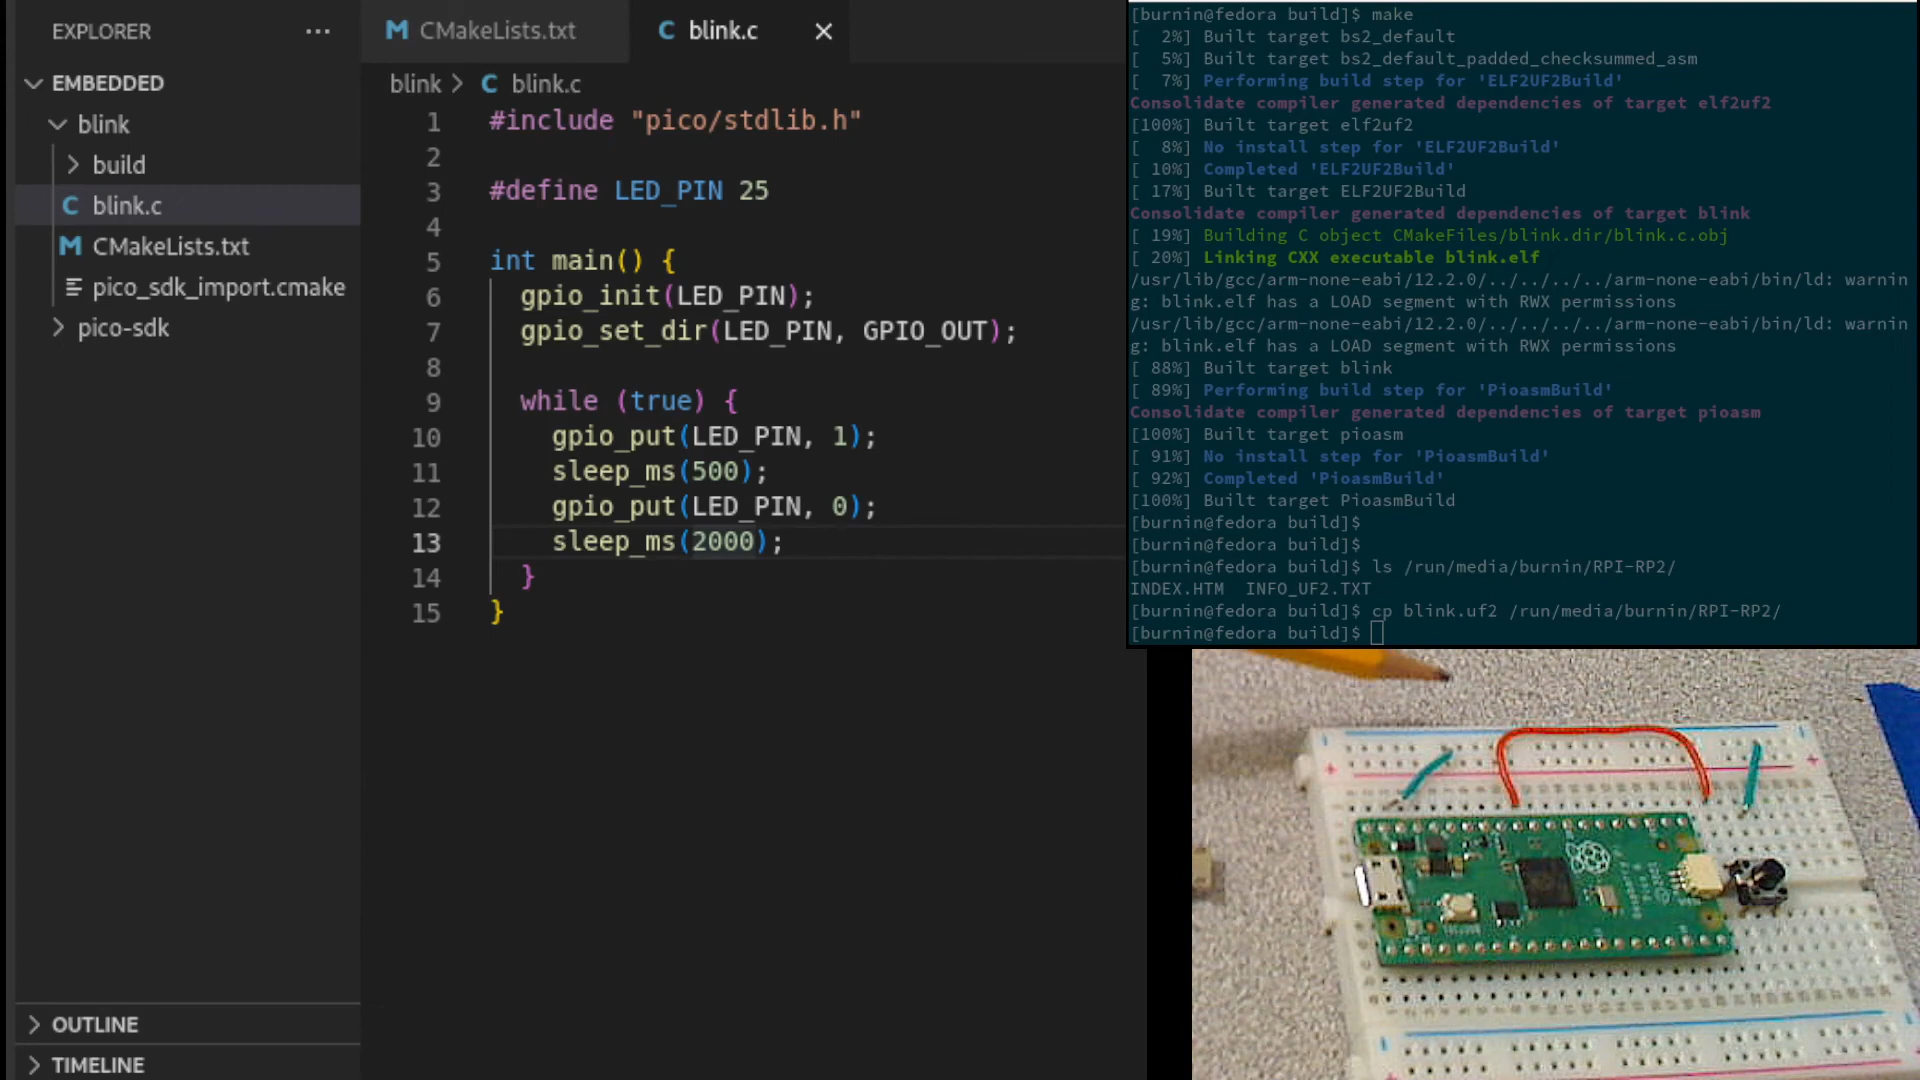 EXPLORER
EMBEDDED
blink
build
blink.c
CMakeLists.txt
pico_sdk_import.cmake
pico-sdk
OUTLINE
TIMELINE
CMakeLists.txt
blink.c
blink > C blink.c
1 #include "pico/stdlib.h"
2
3 #define LED_PIN 25
4
5 int main() {
6 gpio_init(LED_PIN);
7 gpio_set_dir(LED_PIN, GPIO_OUT);
8
9 while (true) {
10 gpio_put(LED_PIN, 1);
11 sleep_ms(500);
12 gpio_put(LED_PIN, 0);
13 sleep_ms(2000);
14 }
15 }
[burnin@fedora build]$ make
[  2%] Built target bs2_default
[  5%] Built target bs2_default_padded_checksummed_asm
[  7%] Performing build step for 'ELF2UF2Build'
Consolidate compiler generated dependencies of target elf2uf2
[100%] Built target elf2uf2
[  8%] No install step for 'ELF2UF2Build'
[ 10%] Completed 'ELF2UF2Build'
[ 17%] Built target ELF2UF2Build
Consolidate compiler generated dependencies of target blink
[ 19%] Building C object CMakeFiles/blink.dir/blink.c.obj
[ 20%] Linking CXX executable blink.elf
/usr/lib/gcc/arm-none-eabi/12.2.0/../../../../arm-none-eabi/bin/ld: warnin
g: blink.elf has a LOAD segment with RWX permissions
/usr/lib/gcc/arm-none-eabi/12.2.0/../../../../arm-none-eabi/bin/ld: warnin
g: blink.elf has a LOAD segment with RWX permissions
[ 88%] Built target blink
[ 89%] Performing build step for 'PioasmBuild'
Consolidate compiler generated dependencies of target pioasm
[100%] Built target pioasm
[ 91%] No install step for 'PioasmBuild'
[ 92%] Completed 'PioasmBuild'
[100%] Built target PioasmBuild
[burnin@fedora build]$
[burnin@fedora build]$
[burnin@fedora build]$ ls /run/media/burnin/RPI-RP2/
INDEX.HTM  INFO_UF2.TXT
[burnin@fedora build]$ cp blink.uf2 /run/media/burnin/RPI-RP2/
[burnin@fedora build]$